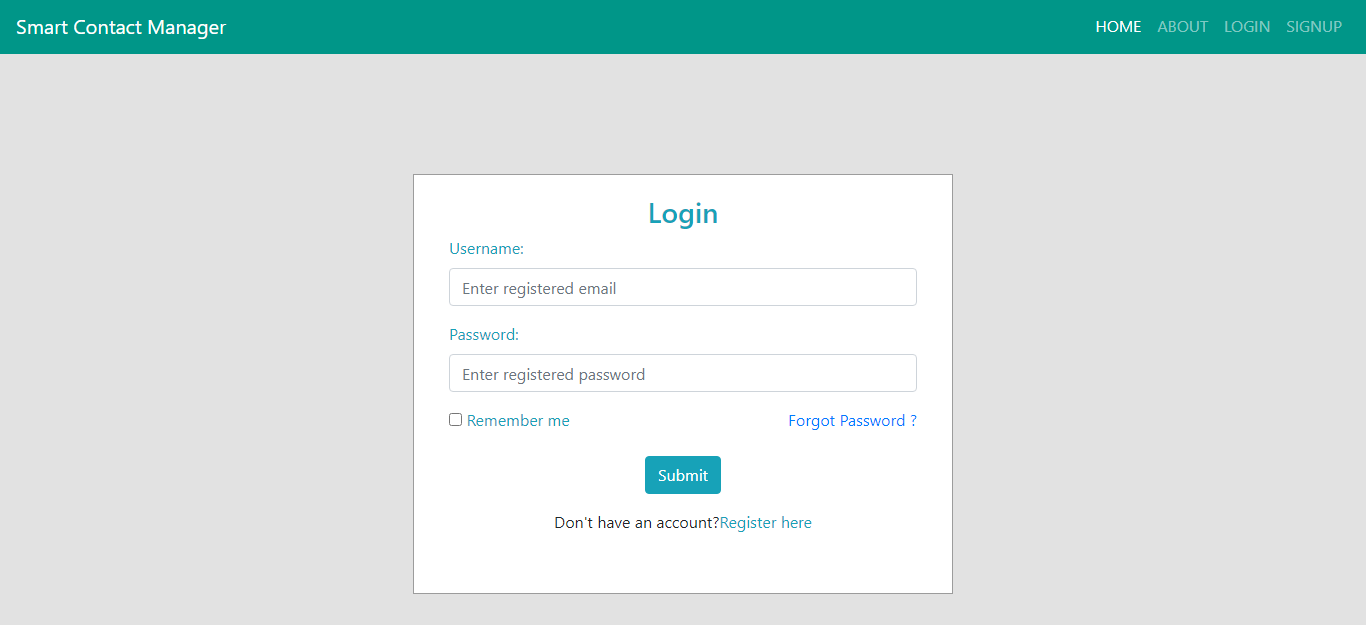 Smart Contact Manager HOME ABOUT LOGIN SIGNUP
Login
Username:
Enter registered email
Password:
Enter registered password
Remember me Forgot Password ?
Submit
Don't have an account?Register here